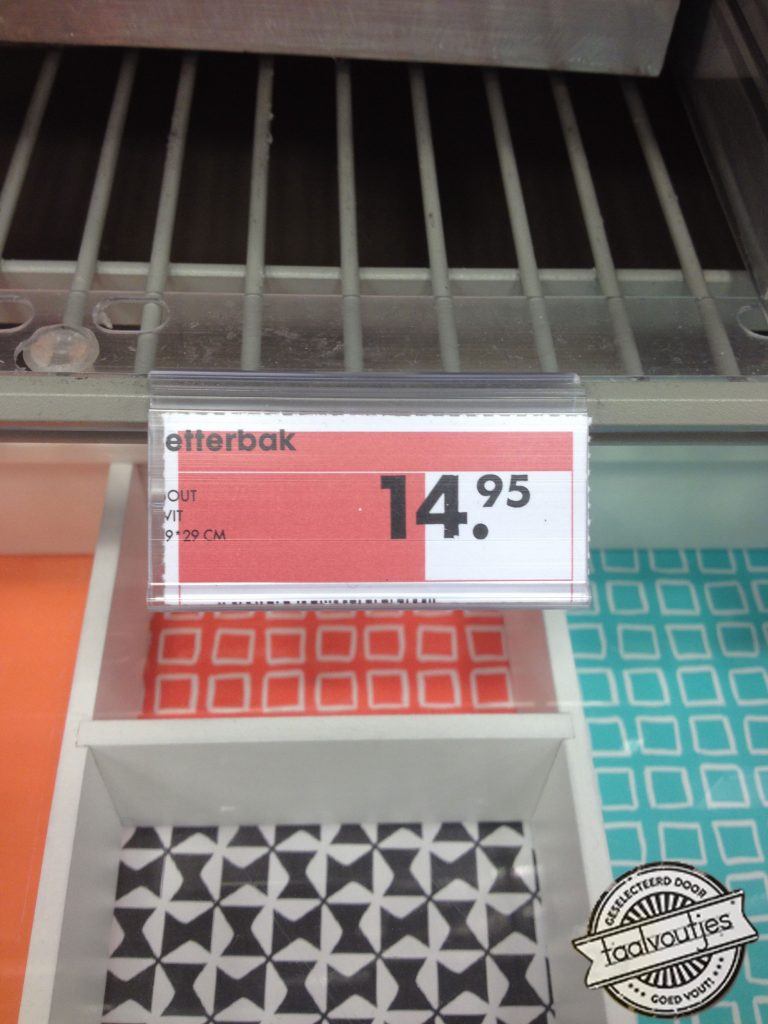 etterbak
OUT
VIT
9*29 CM
14.95
GESELECTEERD DOOR
taalvoutjes
GOED VOUT!